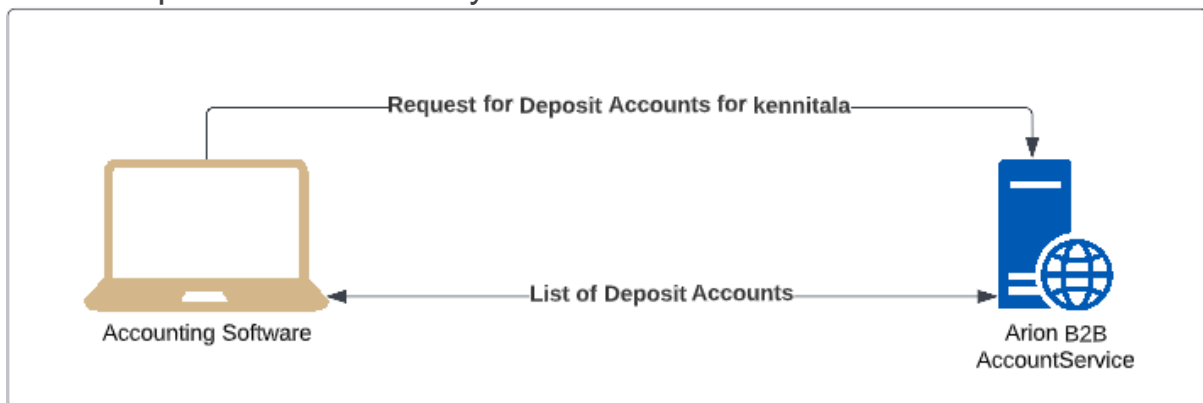 Request for Deposit Accounts for kennitala
List of Deposit Accounts
Accounting Software
Arion B2B
AccountService